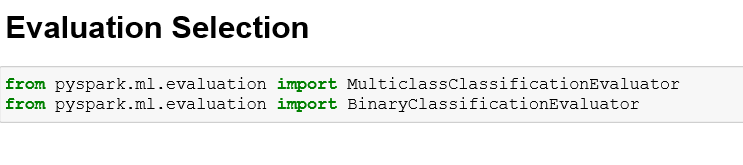 Evaluation Selection
from pyspark.ml.evaluation import MulticlassClassificationEvaluator
from pyspark.ml.evaluation import BinaryClassificationEvaluator